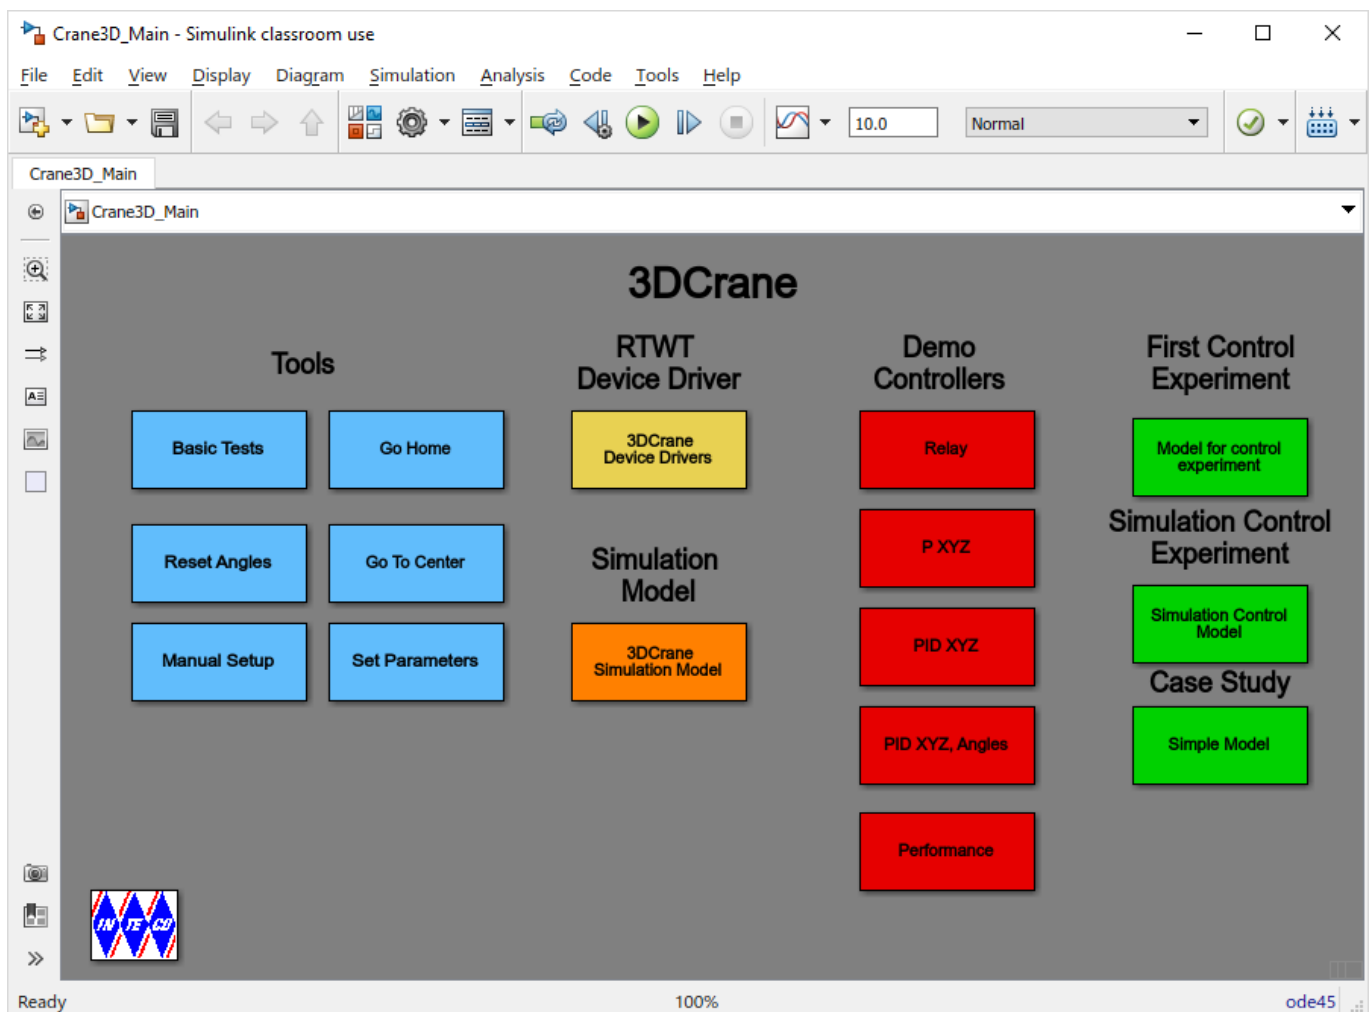 Crane3D_Main - Simulink classroom use
File Edit View Display Diagram Simulation Analysis Code Tools Help
10.0 Normal
Crane3D_Main
Crane3D_Main
3DCrane
Tools
Basic Tests Go Home
Reset Angles Go To Center
Manual Setup Set Parameters
RTWT
Device Driver
3DCrane
Device Drivers
Simulation
Model
3DCrane
Simulation Model
Demo
Controllers
Relay
P XYZ
PID XYZ
PID XYZ, Angles
Performance
First Control
Experiment
Model for control
experiment
Simulation Control
Experiment
Simulation Control
Model
Case Study
Simple Model
IN TE CO
Ready 100% ode45